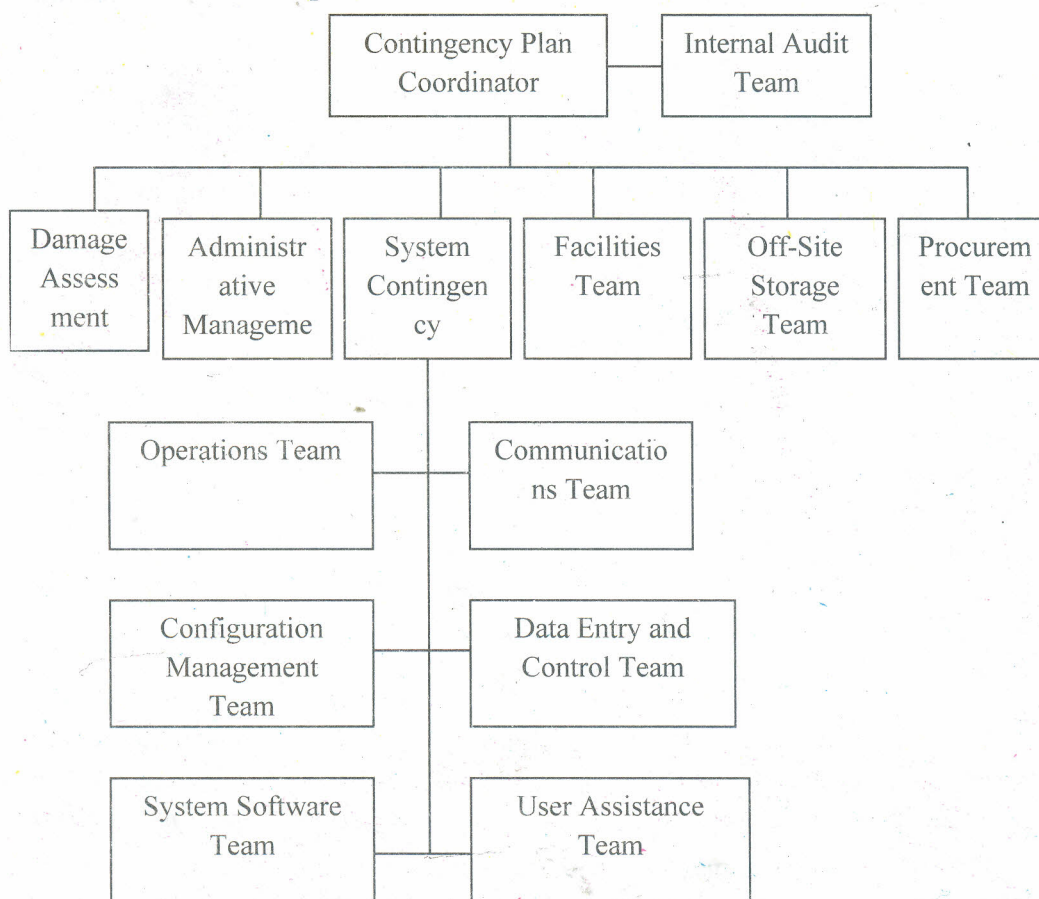 Contingency Plan
Coordinator
Internal Audit
Team
Damage
Assess
ment
Administr
ative
Manageme
System
Contingen
cy
Facilities
Team
Off-Site
Storage
Team
Procurem
ent Team
Operations Team
Communicatio
ns Team
Configuration
Management
Team
Data Entry and
Control Team
System Software
Team
User Assistance
Team